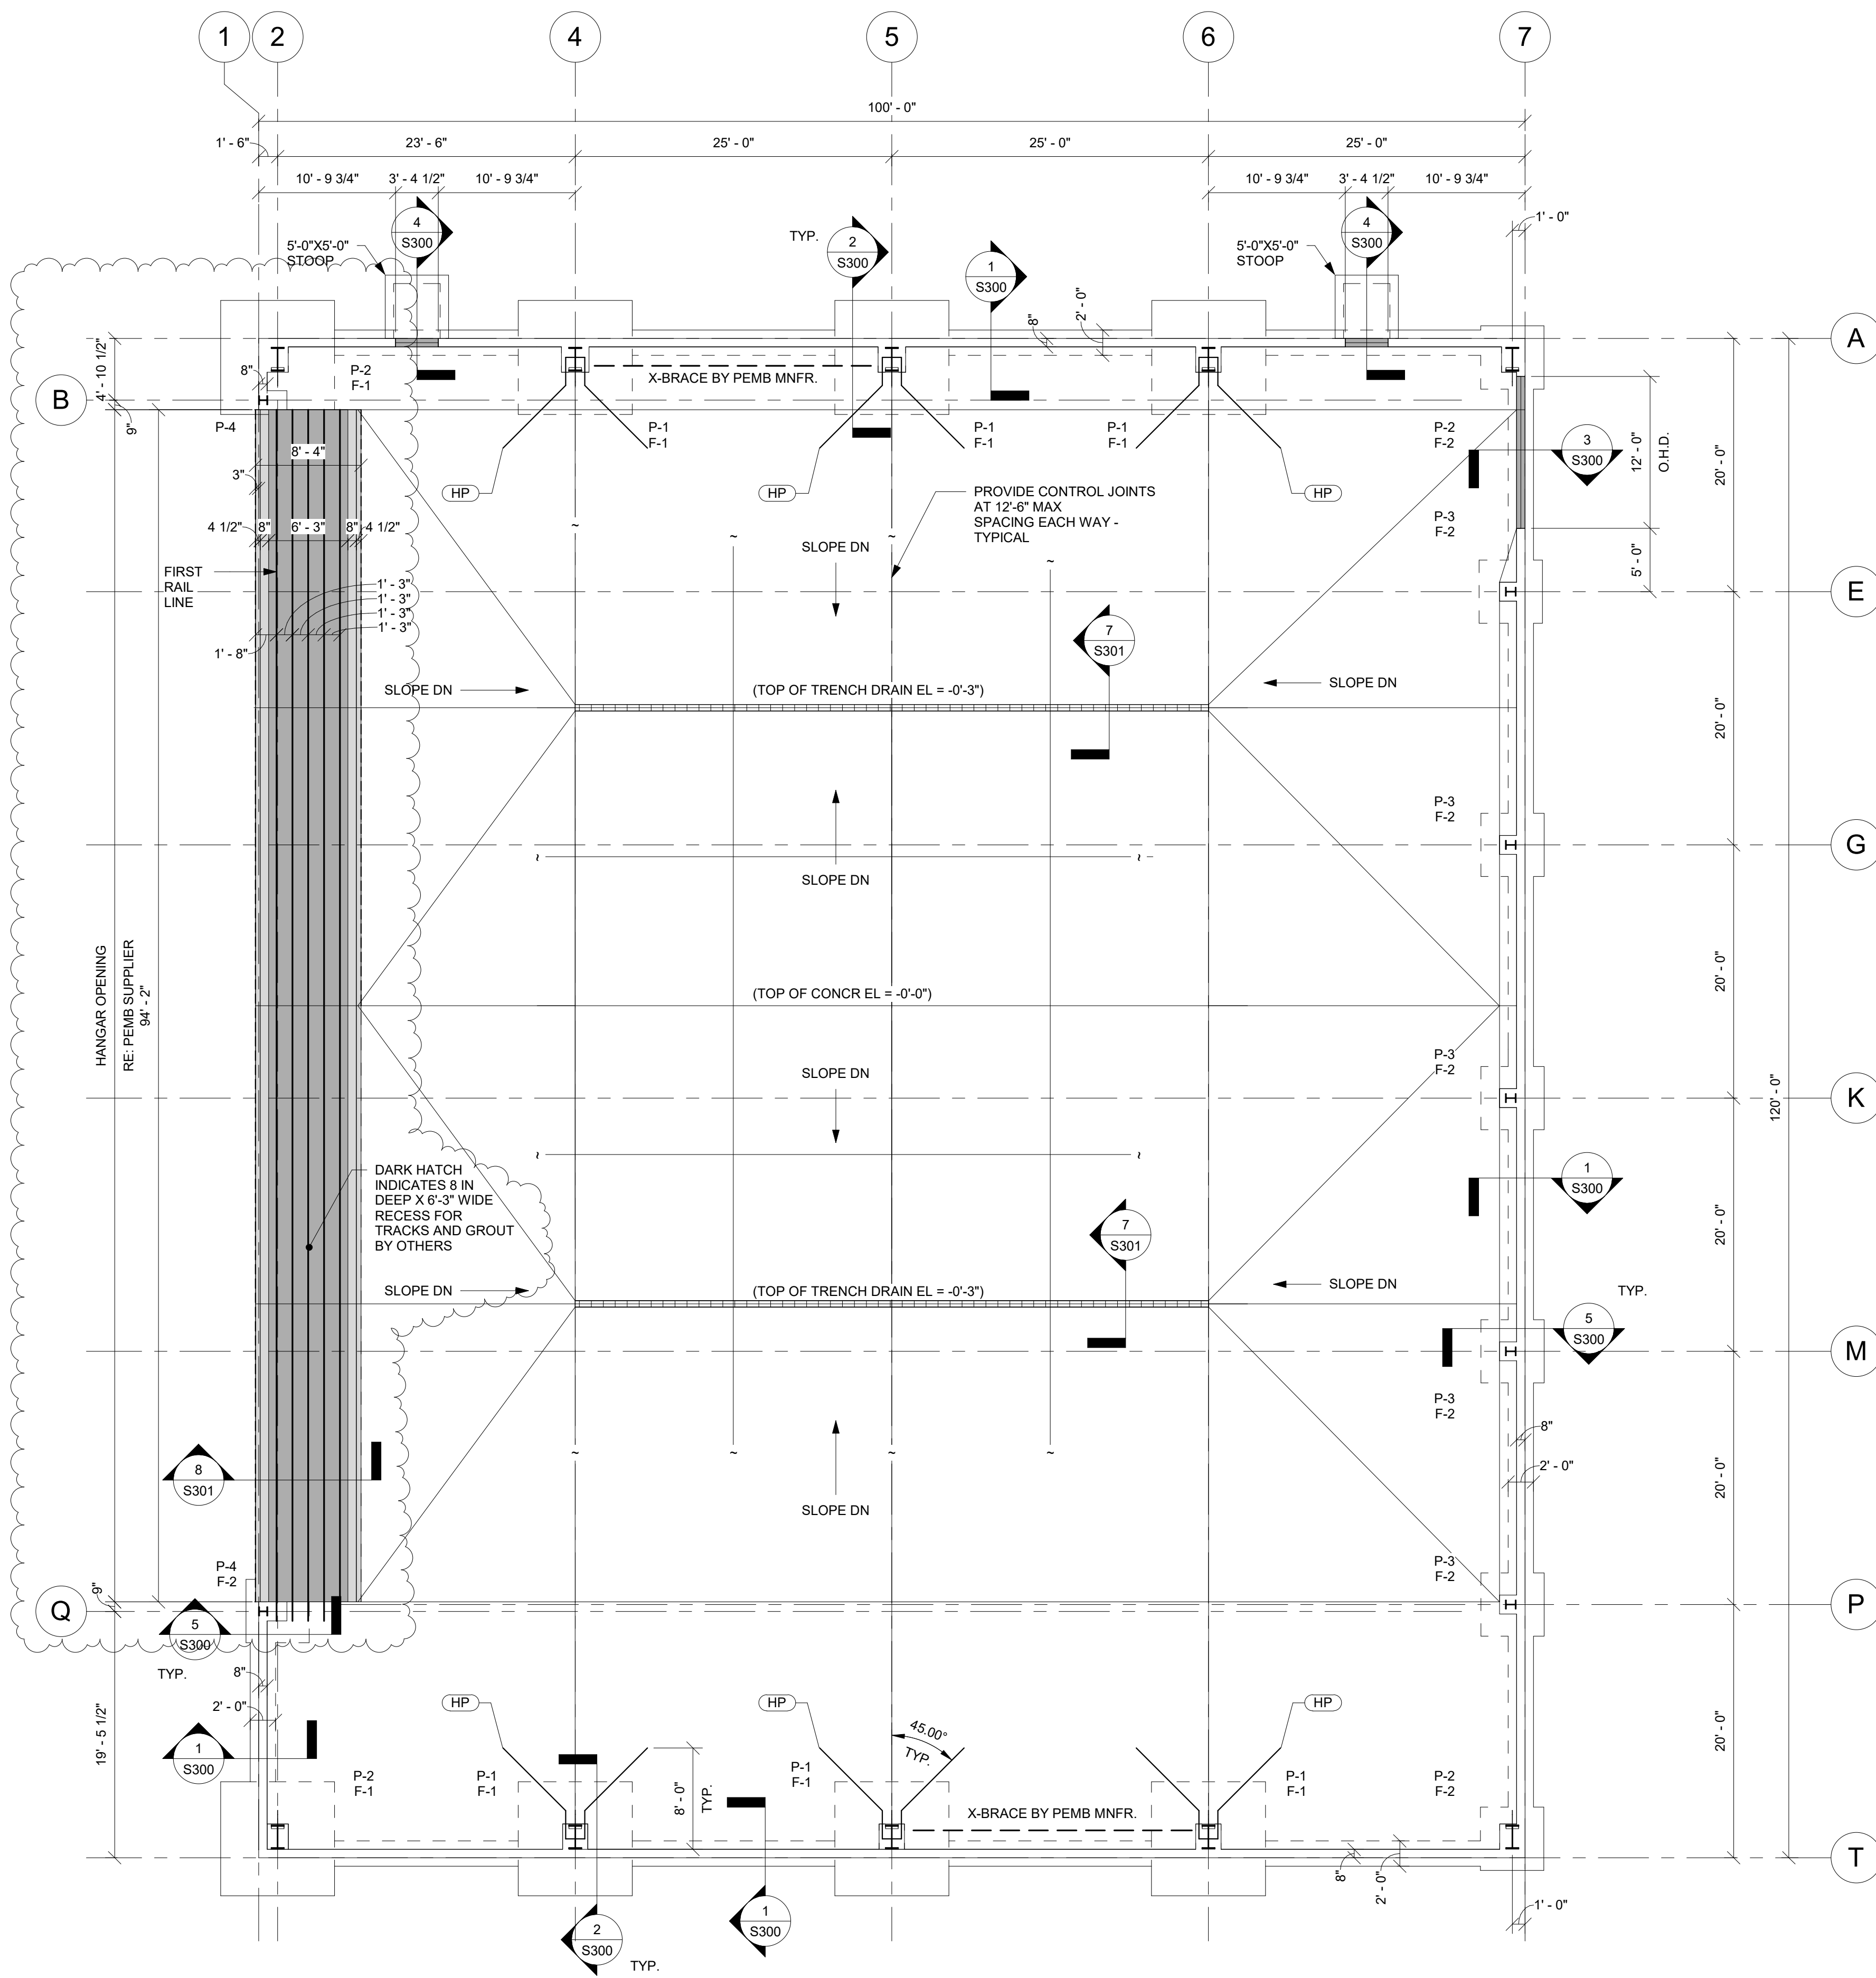 1
2
4
5
6
7
100' - 0"
1' - 6"
23' - 6"
25' - 0"
25' - 0"
25' - 0"
10' - 9 3/4"
3' - 4 1/2"
10' - 9 3/4"
10' - 9 3/4"
3' - 4 1/2"
10' - 9 3/4"
1' - 0"
4
S300
5'-0"X5'-0"
STOOP
TYP.
2
S300
1
S300
5'-0"X5'-0"
STOOP
4
S300
8"
2' - 0"
A
4' - 10 1/2"
8"
P-2
F-1
X-BRACE BY PEMB MNFR.
B
9"
P-4
P-1
F-1
P-1
F-1
P-1
F-1
P-2
F-2
3
S300
12' - 0"
O.H.D.
20' - 0"
8' - 4"
3"
HP
HP
HP
PROVIDE CONTROL JOINTS
AT 12'-6" MAX
SPACING EACH WAY -
TYPICAL
4 1/2"
8"
6' - 3"
8"
4 1/2"
P-3
F-2
~
~
~
~
SLOPE DN
5' - 0"
FIRST
RAIL
LINE
1' - 3"
1' - 3"
1' - 3"
1' - 3"
1' - 8"
E
7
S301
SLOPE DN
(TOP OF TRENCH DRAIN EL = -0'-3")
SLOPE DN
20' - 0"
P-3
F-2
G
~
~
SLOPE DN
HANGAR OPENING
RE: PEMB SUPPLIER
94' - 2"
(TOP OF CONCR EL = -0'-0")
20' - 0"
SLOPE DN
P-3
F-2
K
120' - 0"
~
~
DARK HATCH
INDICATES 8 IN
DEEP X 6'-3" WIDE
RECESS FOR
TRACKS AND GROUT
BY OTHERS
1
S300
7
S301
20' - 0"
SLOPE DN
(TOP OF TRENCH DRAIN EL = -0'-3")
SLOPE DN
TYP.
5
S300
M
P-3
F-2
8"
2' - 0"
~
~
~
~
8
S301
SLOPE DN
20' - 0"
P-4
F-2
P-3
F-2
9"
Q
P
5
S300
TYP.
8"
2' - 0"
19' - 5 1/2"
HP
HP
HP
45.00°
TYP.
1
S300
P-2
F-1
P-1
F-1
8' - 0"
TYP.
P-1
F-1
P-1
F-1
P-2
F-2
20' - 0"
X-BRACE BY PEMB MNFR.
T
8"
2' - 0"
1' - 0"
2
S300
TYP.
1
S300